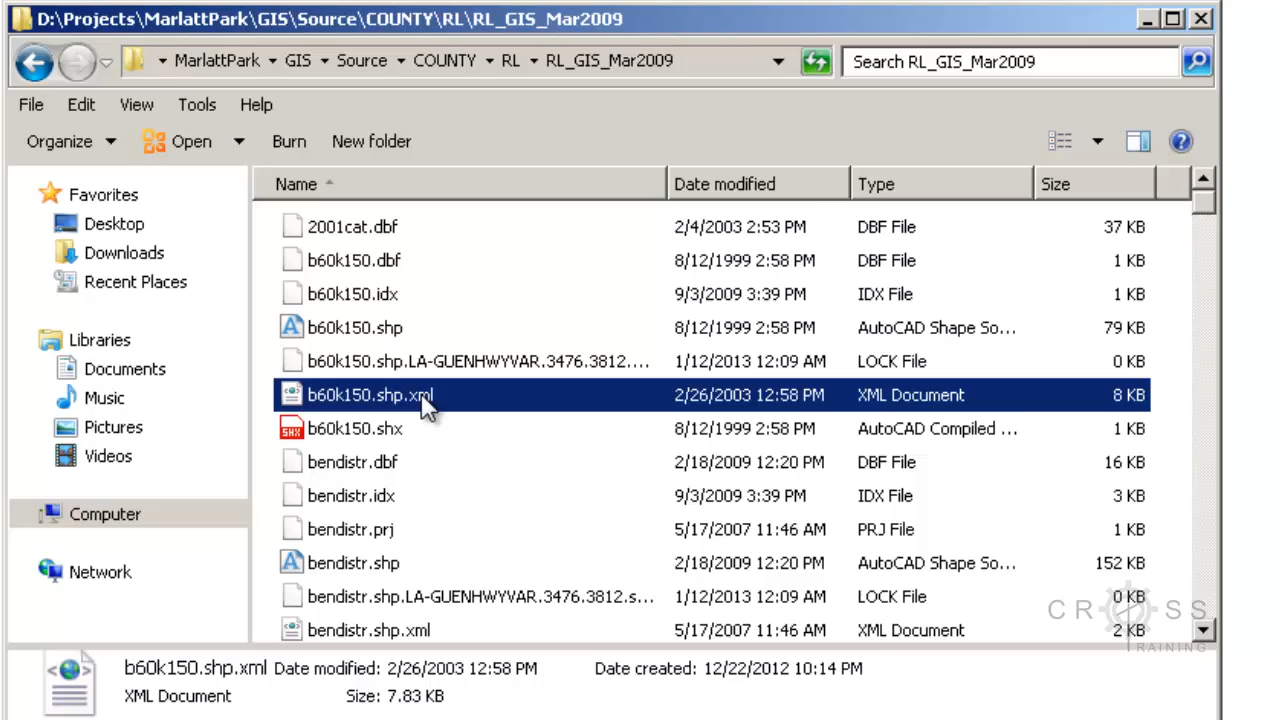 D:\Projects\MarlattPark\GIS\Source\COUNTY\RL\RL_GIS_Mar2009
MarlattPark GIS Source COUNTY RL RL_GIS_Mar2009 Search RL_GIS_Mar2009
File Edit View Tools Help
Organize Open Burn New folder
Name Date modified Type Size
Favorites
Desktop
Downloads
Recent Places
Libraries
Documents
Music
Pictures
Videos
Computer
Network
2001cat.dbf 2/4/2003 2:53 PM DBF File 37 KB
b60k150.dbf 8/12/1999 2:58 PM DBF File 1 KB
b60k150.idx 9/3/2009 3:39 PM IDX File 1 KB
b60k150.shp 8/12/1999 2:58 PM AutoCAD Shape So... 79 KB
b60k150.shp.LA-GUENHWYVAR.3476.3812.... 1/12/2013 12:09 AM LOCK File 0 KB
b60k150.shp.xml 2/26/2003 12:58 PM XML Document 8 KB
SHX b60k150.shx 8/12/1999 2:58 PM AutoCAD Compiled ... 1 KB
bendistr.dbf 2/18/2009 12:20 PM DBF File 16 KB
bendistr.idx 9/3/2009 3:39 PM IDX File 3 KB
bendistr.prj 5/17/2007 11:46 AM PRJ File 1 KB
bendistr.shp 2/18/2009 12:20 PM AutoCAD Shape So... 152 KB
bendistr.shp.LA-GUENHWYVAR.3476.3812.s... 1/12/2013 12:09 AM LOCK File 0 KB
bendistr.shp.xml 5/17/2007 11:46 AM XML Document 2 KB
CROSS
TRAINING
b60k150.shp.xml Date modified: 2/26/2003 12:58 PM Date created: 12/22/2012 10:14 PM
XML Document Size: 7.83 KB